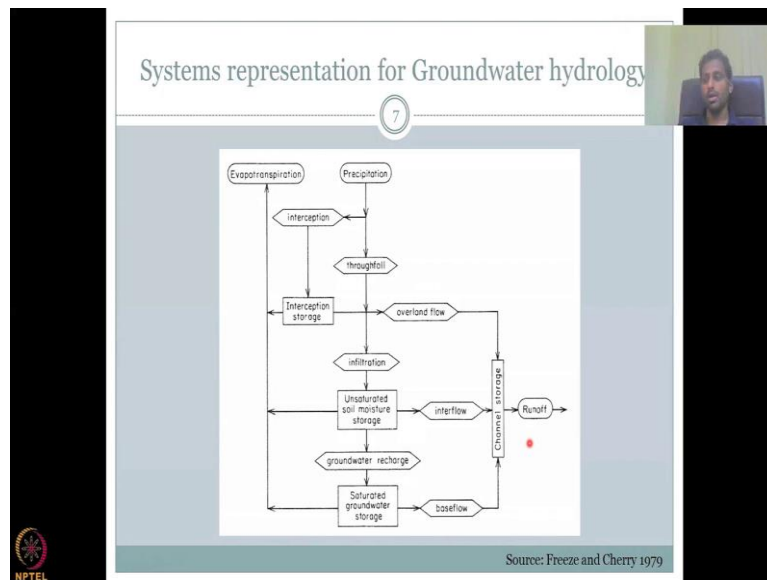 Systems representation for Groundwater hydrology
7
Evapotranspiration
Precipitation
interception
throughfall
Interception
storage
overland flow
infiltration
Unsaturated
soil moisture
storage
interflow
Channel storage
Runoff
groundwater recharge
Saturated
groundwater
storage
baseflow
Source: Freeze and Cherry 1979
NPTEL